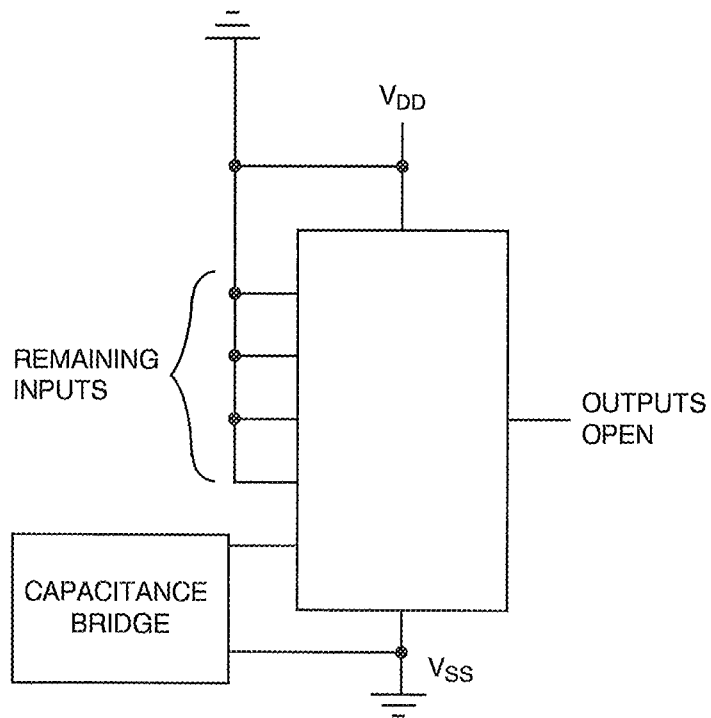 VDD
REMAINING
INPUTS
OUTPUTS
OPEN
CAPACITANCE
BRIDGE
VSS